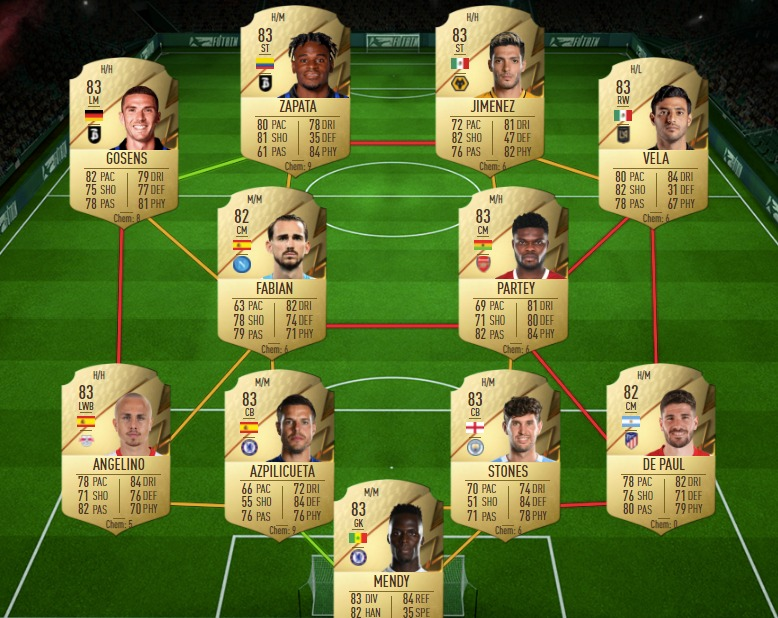 H/M
83
ST
ZAPATA
80 PAC 78 DRI
81 SHO 35 DEF
61 PAS 84 PHY
Chem: 9
H/H
83
ST
JIMENEZ
72 PAC 81 DRI
82 SHO 47 DEF
76 PAS 82 PHY
Chem: 6
H/H
83
LM
GOSENS
82 PAC 79 DRI
75 SHO 77 DEF
78 PAS 81 PHY
Chem: 8
H/L
83
RW
VELA
80 PAC 84 DRI
82 SHO 31 DEF
78 PAS 67 PHY
Chem: 6
M/M
82
CM
FABIAN
63 PAC 82 DRI
78 SHO 74 DEF
79 PAS 71 PHY
Chem: 6
M/H
83
CM
PARTEY
69 PAC 81 DRI
71 SHO 80 DEF
82 PAS 84 PHY
Chem: 6
H/H
83
LWB
ANGELINO
78 PAC 84 DRI
71 SHO 76 DEF
82 PAS 70 PHY
Chem: 5
M/M
83
CB
AZPILICUETA
66 PAC 72 DRI
55 SHO 84 DEF
76 PAS 76 PHY
Chem: 9
H/M
83
CB
STONES
70 PAC 74 DRI
51 SHO 84 DEF
71 PAS 78 PHY
Chem: 6
H/M
82
CM
DE PAUL
78 PAC 82 DRI
76 SHO 71 DEF
80 PAS 79 PHY
Chem: 0
M/M
83
GK
MENDY
83 DIV 84 REF
82 HAN 35 SPE